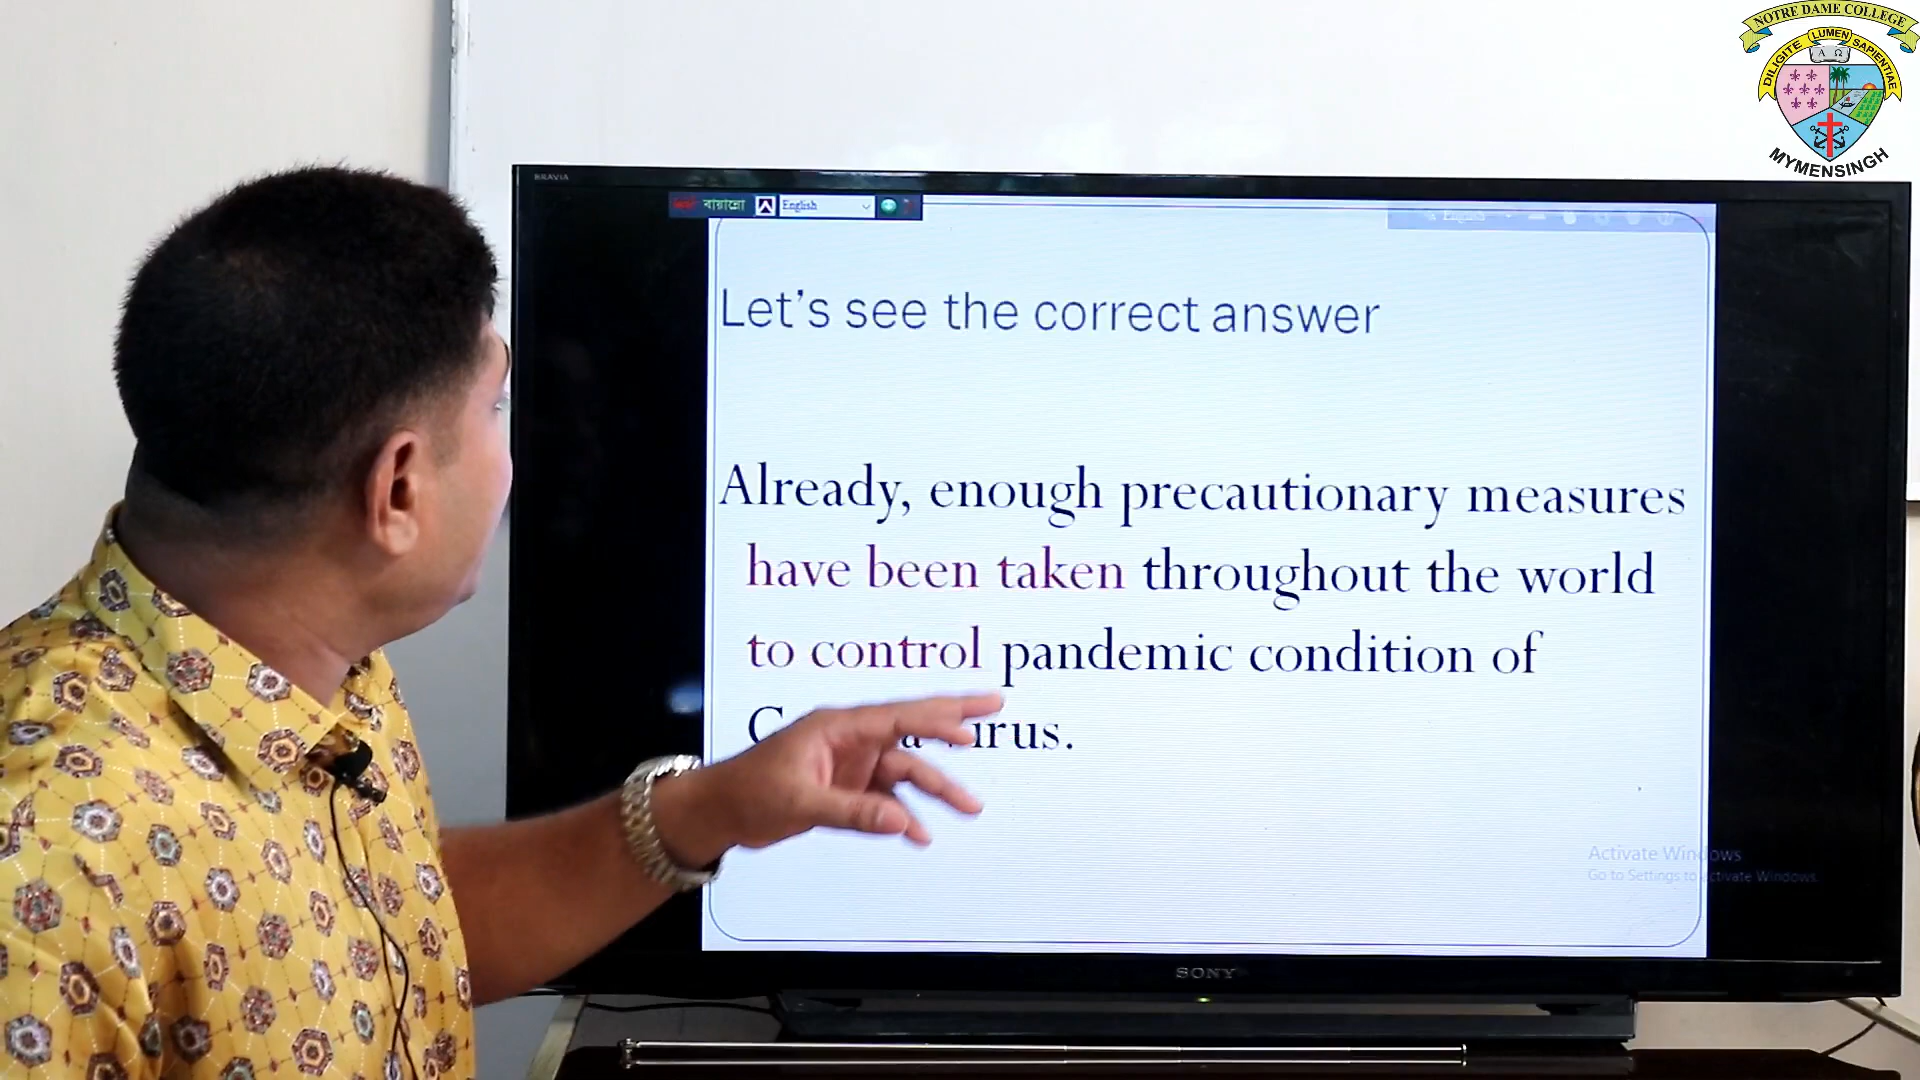 NOTRE DAME COLLEGE
DILIGITE LUMEN SAPIENTIAE
Α Ω
MYMENSINGH
BRAVIA
বায়ান্নো English
English
Let's see the correct answer
Already, enough precautionary measures
have been taken throughout the world
to control pandemic condition of
irus.
Activate Windows
Go to Settings to activate Windows.
SONY